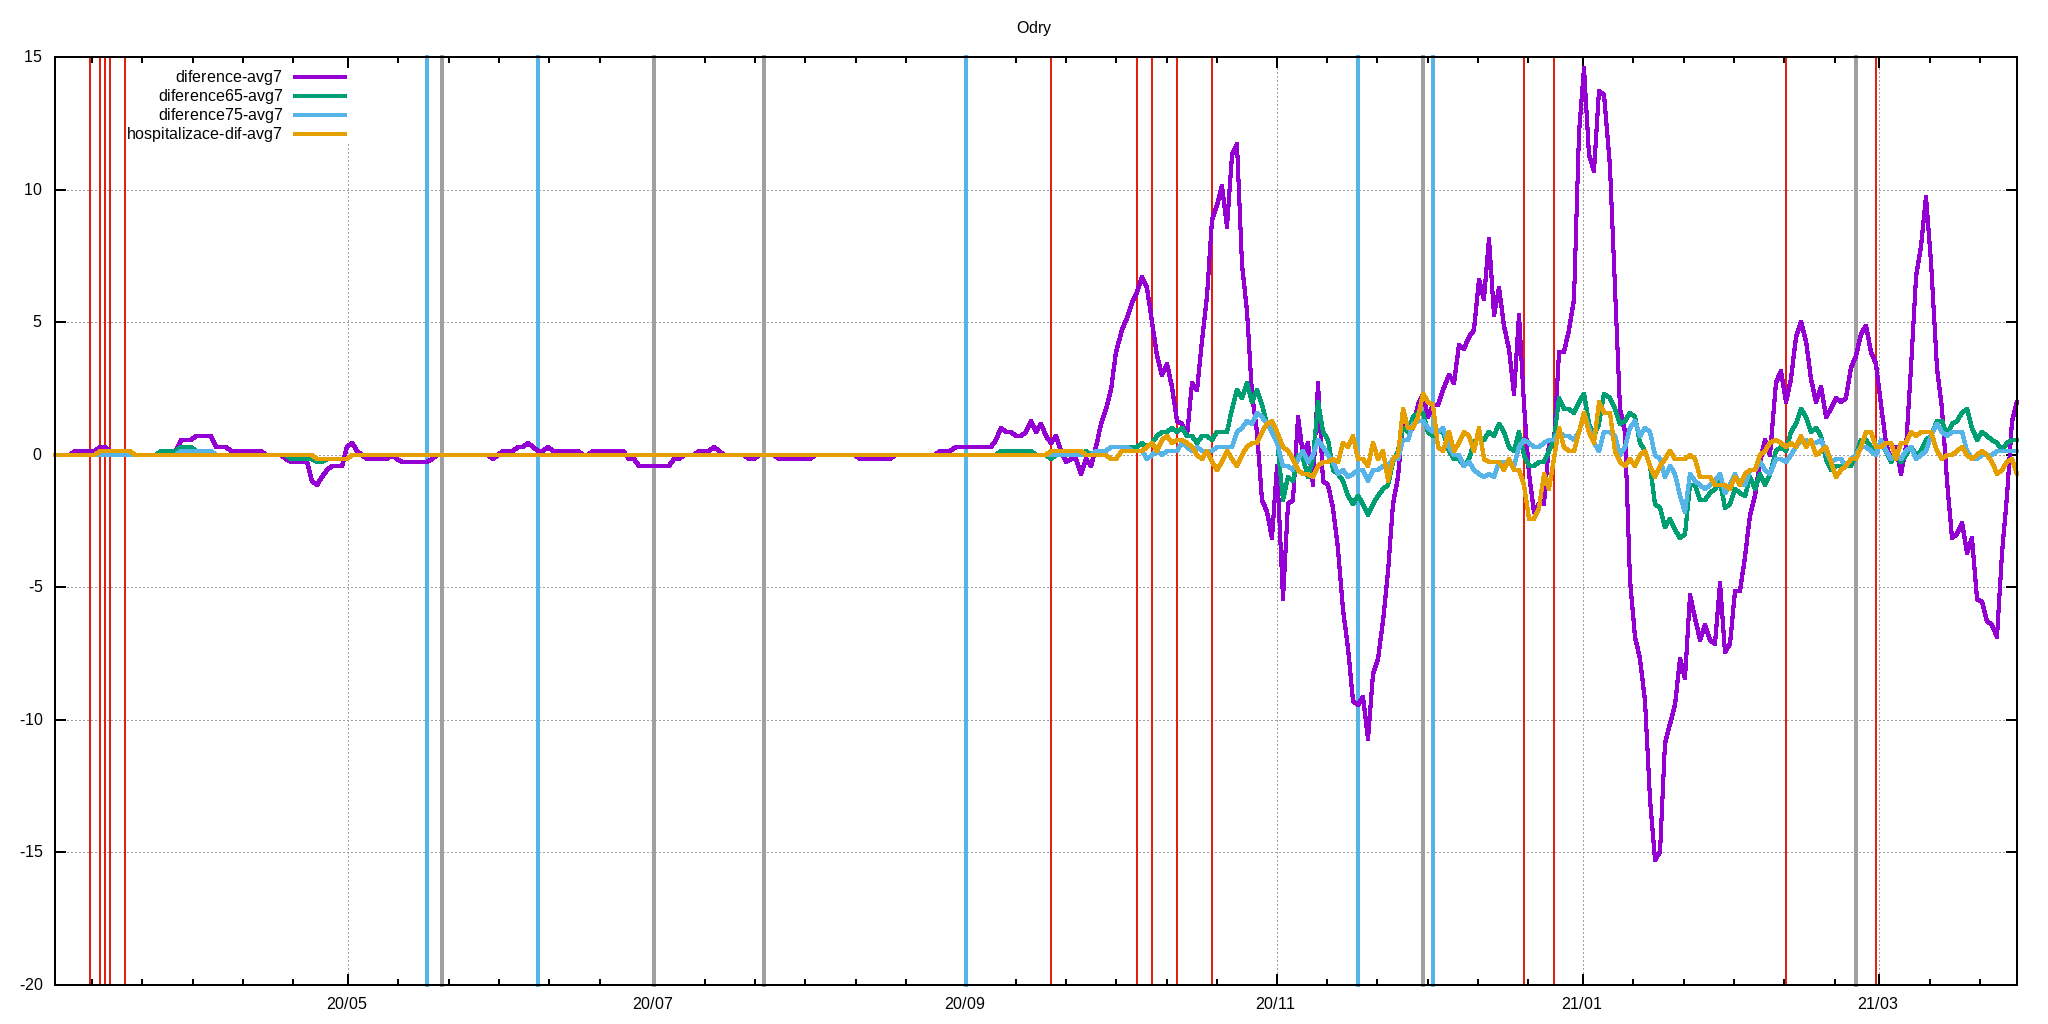 Odry
diference-avg7
diference65-avg7
diference75-avg7
hospitalizace-dif-avg7
15
10
5
0
-5
-10
-15
-20
20/05 20/07 20/09 20/11 21/01 21/03